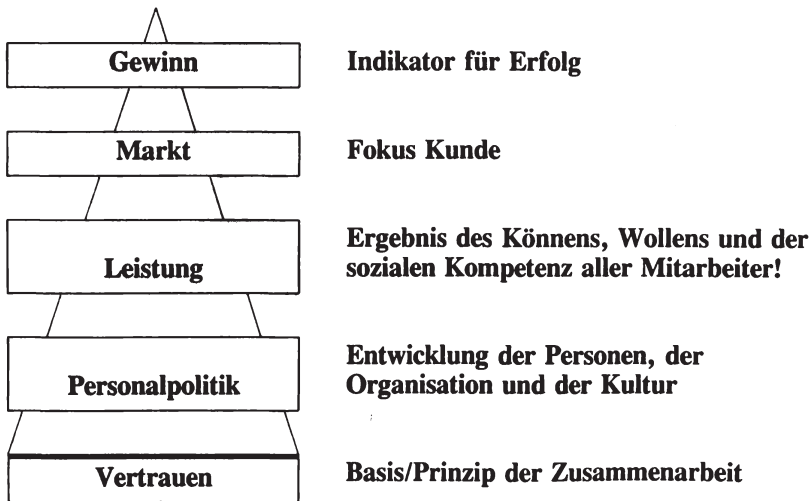 Gewinn
Indikator für Erfolg
Markt
Fokus Kunde
Leistung
Ergebnis des Könnens, Wollens und der
sozialen Kompetenz aller Mitarbeiter!
Personalpolitik
Entwicklung der Personen, der
Organisation und der Kultur
Vertrauen
Basis/Prinzip der Zusammenarbeit